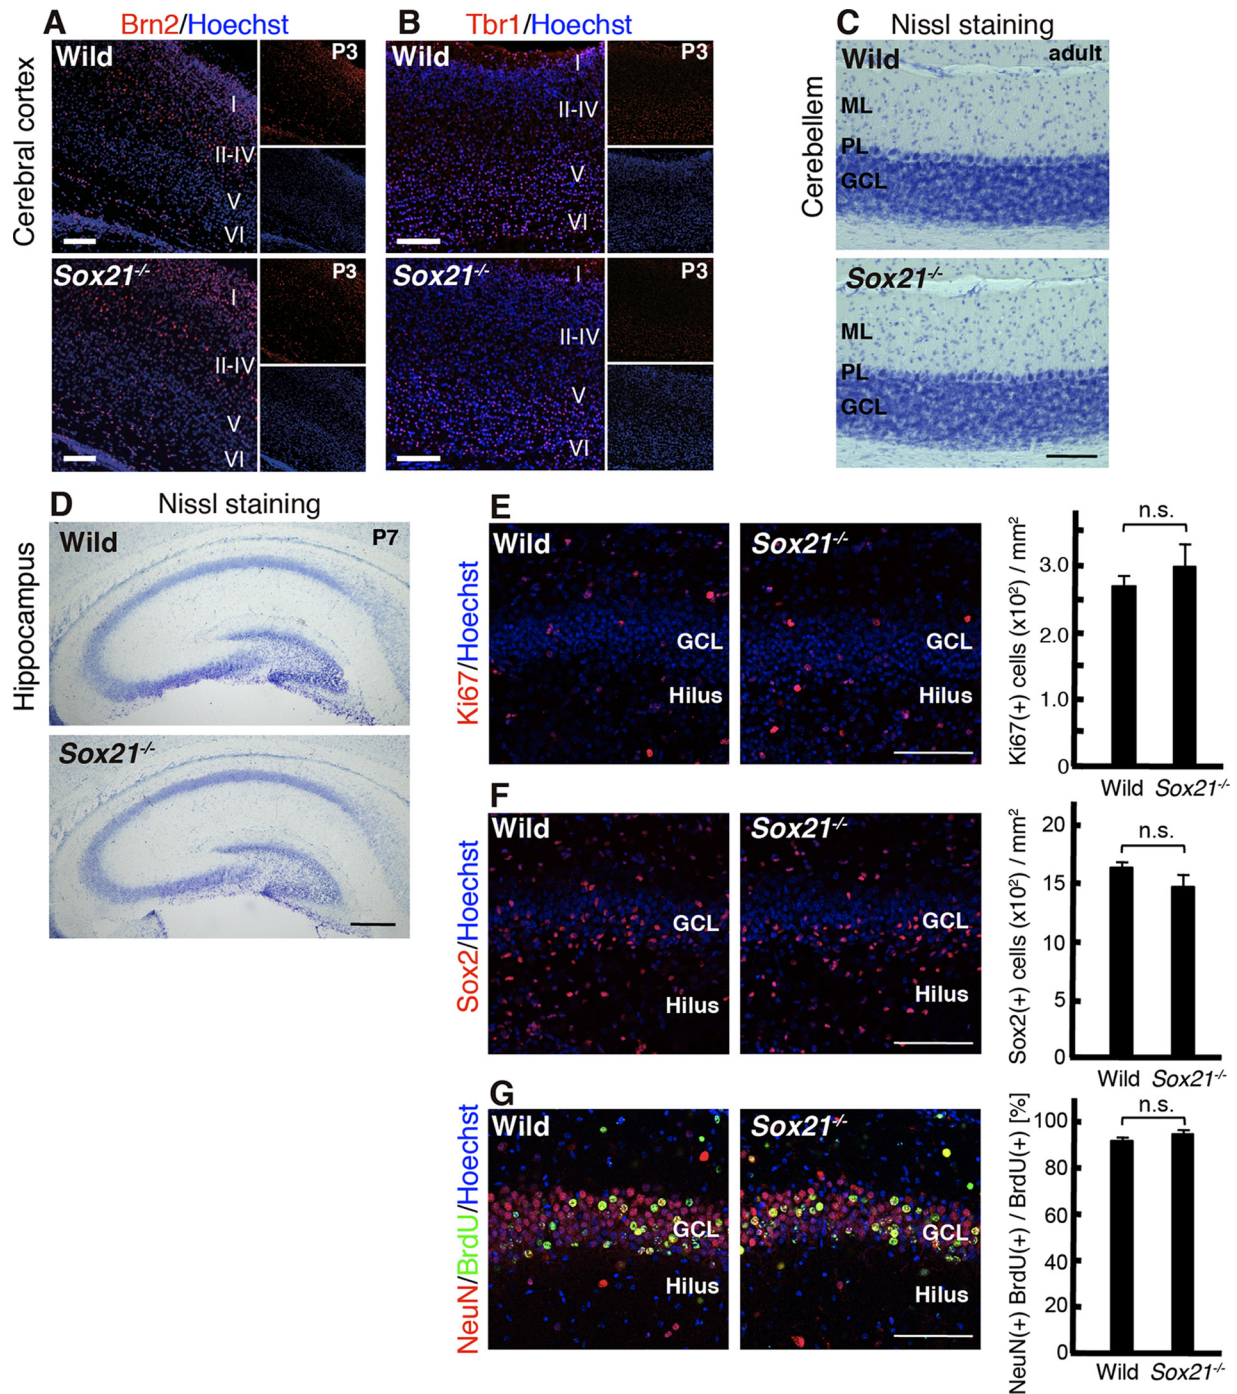 A Brn2/Hoechst
Cerebral cortex
Wild
P3
I
II-IV
V
VI
Sox21-/-
P3
I
II-IV
V
VI
B Tbr1/Hoechst
Wild
P3
I
II-IV
V
VI
Sox21-/-
P3
I
II-IV
V
VI
C Nissl staining
Cerebellem
Wild
adult
ML
PL
GCL
Sox21-/-
ML
PL
GCL
D Nissl staining
Hippocampus
Wild
P7
Sox21-/-
E
Ki67/Hoechst
Wild
GCL
Hilus
Sox21-/-
GCL
Hilus
Ki67(+) cells (x10²) / mm²
n.s.
3.0
2.0
1.0
0
Wild Sox21-/-
F
Sox2/Hoechst
Wild
GCL
Hilus
Sox21-/-
GCL
Hilus
Sox2(+) cells (x10²) / mm²
n.s.
20
15
10
5
0
Wild Sox21-/-
G
NeuN/BrdU/Hoechst
Wild
GCL
Hilus
Sox21-/-
GCL
Hilus
NeuN(+) BrdU(+) / BrdU(+) [%]
n.s.
100
80
60
40
20
0
Wild Sox21-/-